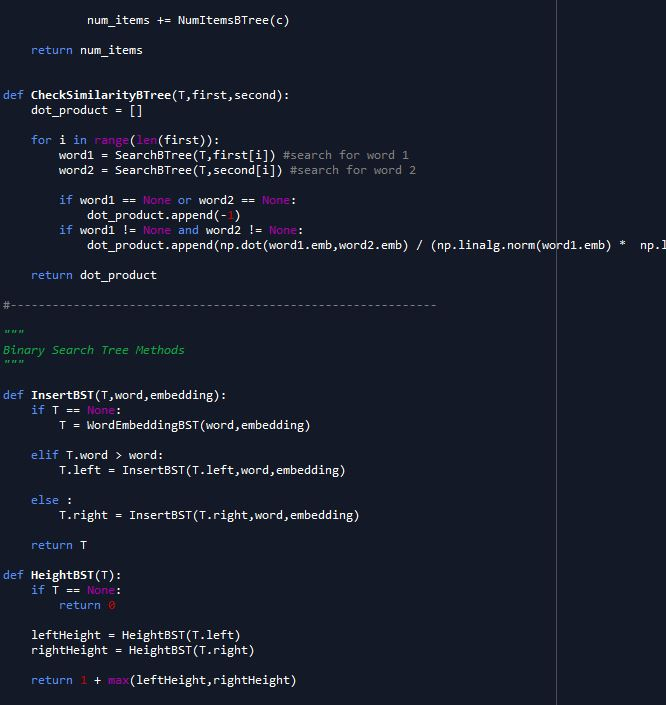 num_items += NumItemsBTree(c)
    return num_items
def CheckSimilarityBTree(T,first,second):
    dot_product = []
    for i in range(len(first)):
        word1 = SearchBTree(T,first[i]) #search for word 1
        word2 = SearchBTree(T,second[i]) #search for word 2
        if word1 == None or word2 == None:
            dot_product.append(-1)
        if word1 != None and word2 != None:
            dot_product.append(np.dot(word1.emb,word2.emb) / (np.linalg.norm(word1.emb) *  np.l
    return dot_product
#-------------------------------------------------------------
"""
Binary Search Tree Methods
"""
def InsertBST(T,word,embedding):
    if T == None:
        T = WordEmbeddingBST(word,embedding)
    elif T.word > word:
        T.left = InsertBST(T.left,word,embedding)
    else :
        T.right = InsertBST(T.right,word,embedding)
    return T
def HeightBST(T):
    if T == None:
        return 0
    leftHeight = HeightBST(T.left)
    rightHeight = HeightBST(T.right)
    return 1 + max(leftHeight,rightHeight)